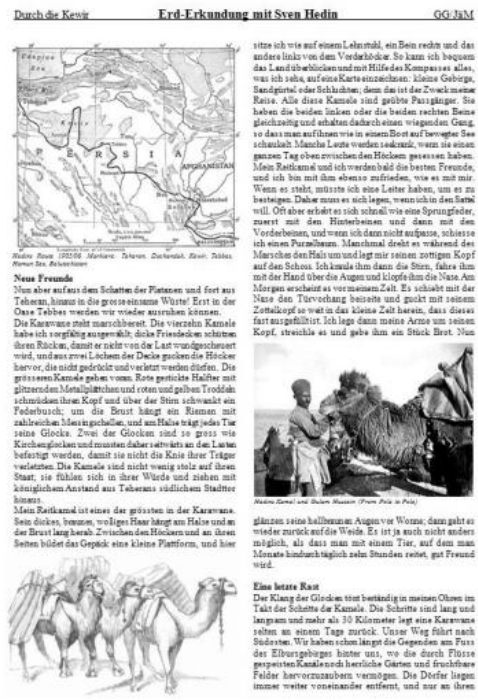 Durch die Kewir
Erd-Erkundung mit Sven Hedin
GG/JäM
PERSIA
AFGHANISTAN
Hedins Route 1905/06
Neue Freunde
Nun aber auf aus dem Schatten der Platanen und fort aus
Teheran, hinaus in die grosse einsame Wüste! Erst in der
Oase Tebbes werden wir wieder ausruhen können.
Die Karawane steht marschbereit. Die vierzehn Kamele
habe ich sorgfältig ausgewählt; dicke Friesdecken schützen
ihren Rücken, damit er nicht von der Last wundgescheuert
wird, und aus zwei Löchern der Decke gucken die Höcker
hervor, die nicht gedrückt und verletzt werden dürfen. Die
grösseren Kamele gehen voran. Rote gestickte Halfter mit
glitzernden Metallplättchen und roten und gelben Troddeln
schmücken ihren Kopf und über der Stirn schwankt ein
Federbusch; um die Brust hängt ein Riemen mit
zahlreichen Messingschellen, und am Halse trägt jedes Tier
seine Glocke. Zwei der Glocken sind so gross wie
Kirchenglocken und mussten daher seitwärts an den Lasten
befestigt werden, damit sie nicht die Knie ihrer Träger
verletzten. Die Kamele sind nicht wenig stolz auf ihren
Staat; sie fühlen sich in ihrer Würde und ziehen mit
königlichem Anstand aus Teherans südlichem Stadttor
hinaus.
Mein Reitkamel ist eines der grössten in der Karawane.
Sein dickes, braunes, wolliges Haar hängt am Halse und an
der Brust lang herab. Zwischen den Höckern und an ihren
Seiten bildet das Gepäck eine kleine Plattform, und hier
sitze ich wie auf einem Lehnstuhl, ein Bein rechts und das
andere links von dem Vorderhöcker. So kann ich bequem
das Land überblicken und mit Hilfe des Kompasses alles,
was ich sehe, auf eine Karte einzeichnen: kleine Gebirge,
Sandgürtel oder Schluchten; denn das ist der Zweck meiner
Reise. Alle diese Kamele sind geübte Passgänger. Sie
heben die beiden linken oder die beiden rechten Beine
gleichzeitig und erhalten dadurch einen wiegenden Gang,
so dass man auf ihnen wie in einem Boot auf bewegter See
schaukelt. Manche Leute werden seekrank, wenn sie einen
ganzen Tag oben zwischen den Höckern gesessen haben.
Mein Reitkamel und ich werden bald die besten Freunde,
und ich bin mit ihm ebenso zufrieden, wie es mit mir.
Wenn es steht, müsste ich eine Leiter haben, um es zu
besteigen. Daher muss es sich legen, wenn ich in den Sattel
will. Oft aber erhebt es sich schnell wie eine Sprungfeder,
zuerst mit den Hinterbeinen und dann mit den
Vorderbeinen, und wenn ich dann nicht aufpasse, schiesse
ich einen Purzelbaum. Manchmal dreht es während des
Marsches den Hals um und legt mir seinen zottigen Kopf
auf den Schoss. Ich kraule ihm dann die Stirn, fahre ihm
mit der Hand über die Augen und klopfe ihm die Nase. Am
Morgen erscheint es vor meinem Zelt. Es schiebt mit der
Nase den Türvorhang beiseite und guckt mit seinem
Zottelkopf so weit in das kleine Zelt herein, dass dieses
fast ausgefüllt ist. Ich lege dann meine Arme um seinen
Kopf, streichle es und gebe ihm ein Stück Brot. Nun
Hedins Kamel und Gulam Hussein (From Pole to Pole)
glänzen seine hellbraunen Augen vor Wonne; dann geht es
wieder zurück auf die Weide. Es ist ja auch nicht anders
möglich, als dass man mit einem Tier, auf dem man
Monate hindurch täglich zehn Stunden reitet, gut Freund
wird.
Eine letzte Rast
Der Klang der Glocken tönt beständig in meinen Ohren im
Takt der Schritte der Kamele. Die Schritte sind lang und
langsam und mehr als 30 Kilometer legt eine Karawane
selten an einem Tage zurück. Unser Weg führt nach
Südosten. Wir haben schon längst die Gegenden am Fuss
des Elbursgebirges hinter uns, wo die durch Flüsse
gespeisten Kanäle noch herrliche Gärten und fruchtbare
Felder hervorzuzaubern vermögen. Die Dörfer liegen
immer weiter voneinander entfernt, und nur an ihren